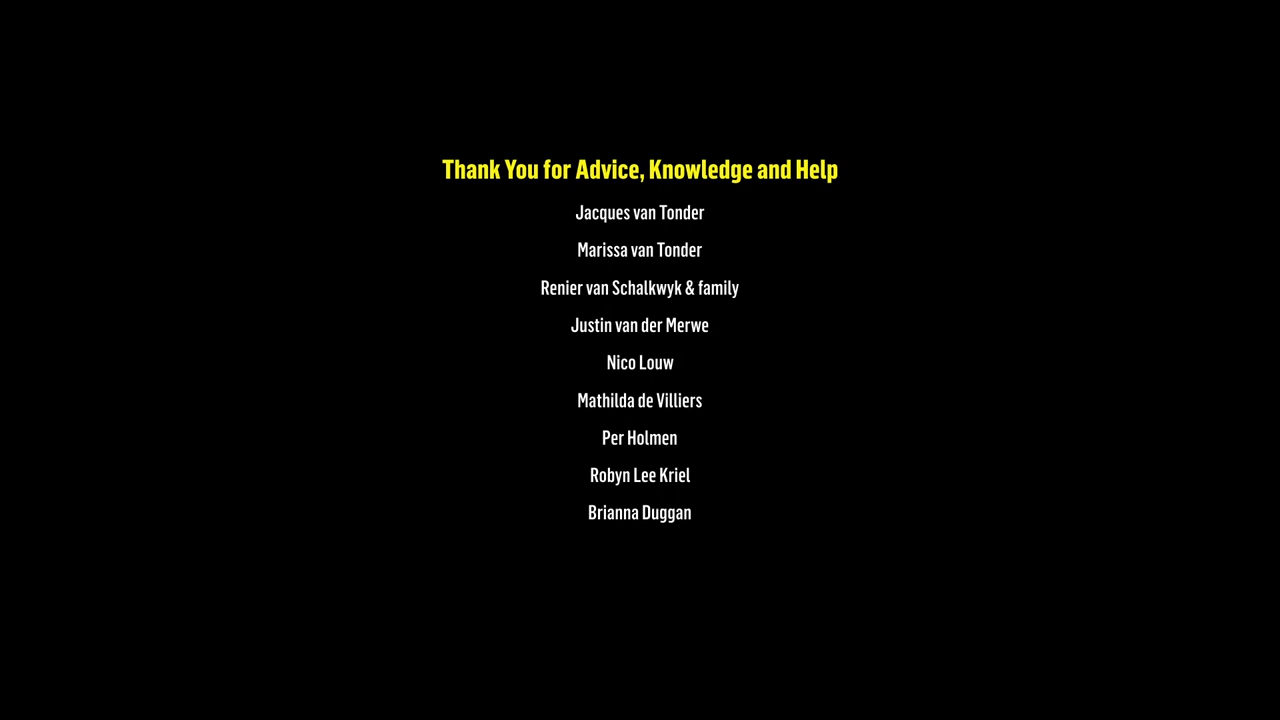 Thank You for Advice, Knowledge and Help
Jacques van Tonder
Marissa van Tonder
Renier van Schalkwyk & family
Justin van der Merwe
Nico Louw
Mathilda de Villiers
Per Holmen
Robyn Lee Kriel
Brianna Duggan